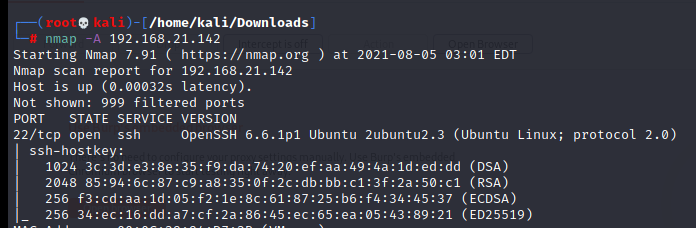 (root💀kali)-[/home/kali/Downloads]
# nmap -A 192.168.21.142
Starting Nmap 7.91 ( https://nmap.org ) at 2021-08-05 03:01 EDT
Nmap scan report for 192.168.21.142
Host is up (0.00032s latency).
Not shown: 999 filtered ports
PORT   STATE SERVICE VERSION
22/tcp open  ssh     OpenSSH 6.6.1p1 Ubuntu 2ubuntu2.3 (Ubuntu Linux; protocol 2.0)
| ssh-hostkey:
|   1024 3c:3d:e3:8e:35:f9:da:74:20:ef:aa:49:4a:1d:ed:dd (DSA)
|   2048 85:94:6c:87:c9:a8:35:0f:2c:db:bb:c1:3f:2a:50:c1 (RSA)
|   256 f3:cd:aa:1d:05:f2:1e:8c:61:87:25:b6:f4:34:45:37 (ECDSA)
|_  256 34:ec:16:dd:a7:cf:2a:86:45:ec:65:ea:05:43:89:21 (ED25519)